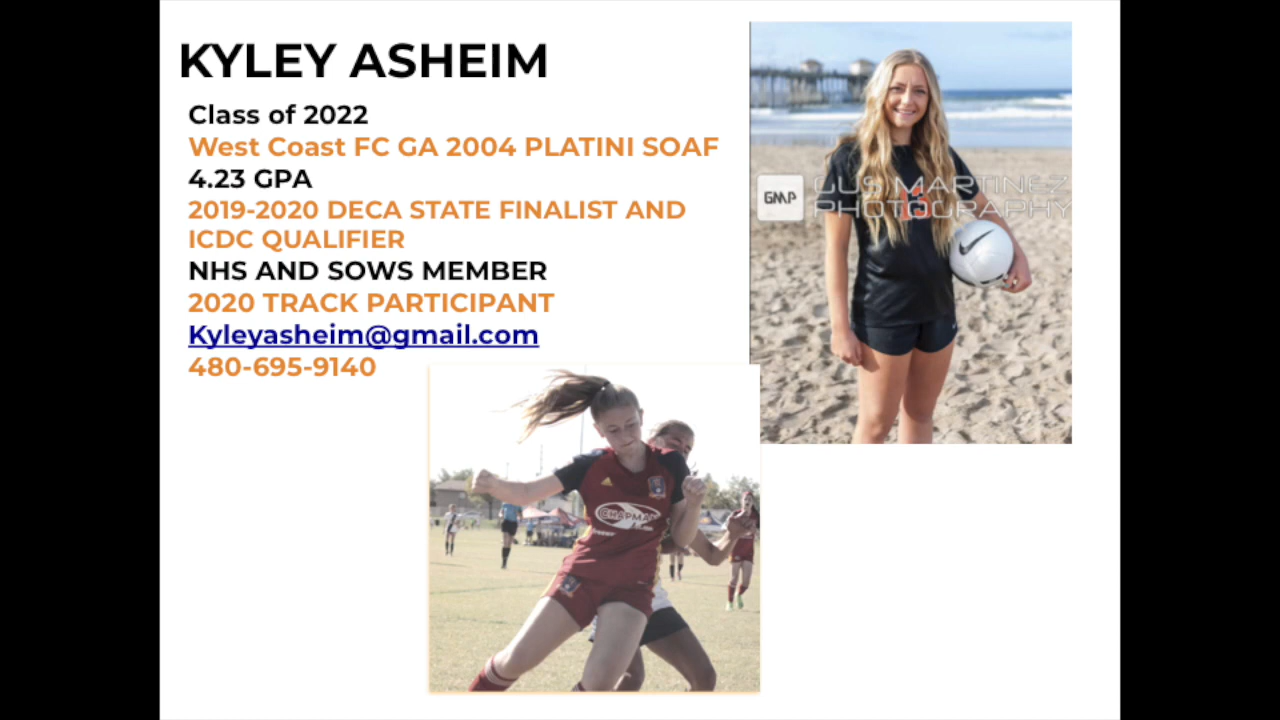 KYLEY ASHEIM
Class of 2022
West Coast FC GA 2004 PLATINI SOAF
4.23 GPA
2019-2020 DECA STATE FINALIST AND
ICDC QUALIFIER
NHS AND SOWS MEMBER
2020 TRACK PARTICIPANT
Kyleyasheim@gmail.com
480-695-9140
GMP
GUS MARTINEZ
PHOTOGRAPHY
CHAPMAN